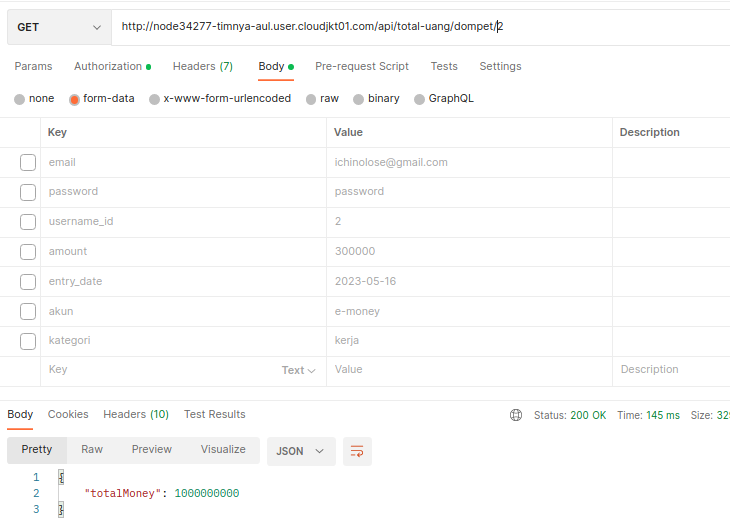 GET http://node34277-timnya-aul.user.cloudjkt01.com/api/total-uang/dompet/2
Params Authorization Headers (7) Body Pre-request Script Tests Settings
none form-data x-www-form-urlencoded raw binary GraphQL
Key Value Description
email ichinolose@gmail.com
password password
username_id 2
amount 300000
entry_date 2023-05-16
akun e-money
kategori kerja
Key Text Value Description
Body Cookies Headers (10) Test Results Status: 200 OK Time: 145 ms Size: 32
Pretty Raw Preview Visualize JSON
1 {
2 "totalMoney": 1000000000
3 }